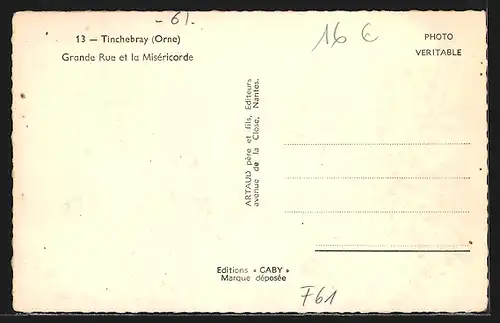 - 61.
13 — Tinchebray (Orne)
Grande Rue et la Miséricorde
16 €
PHOTO
VERITABLE
ARTAUD père et fils, Editeurs
avenue de la Close, Nantes.
Editions « GABY »
Marque déposée
F61